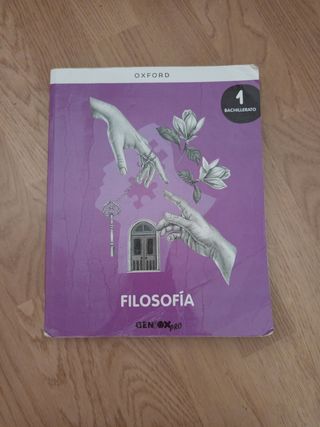 OXFORD
1
BACHILLERATO
FILOSOFÍA
GENiOX PRO